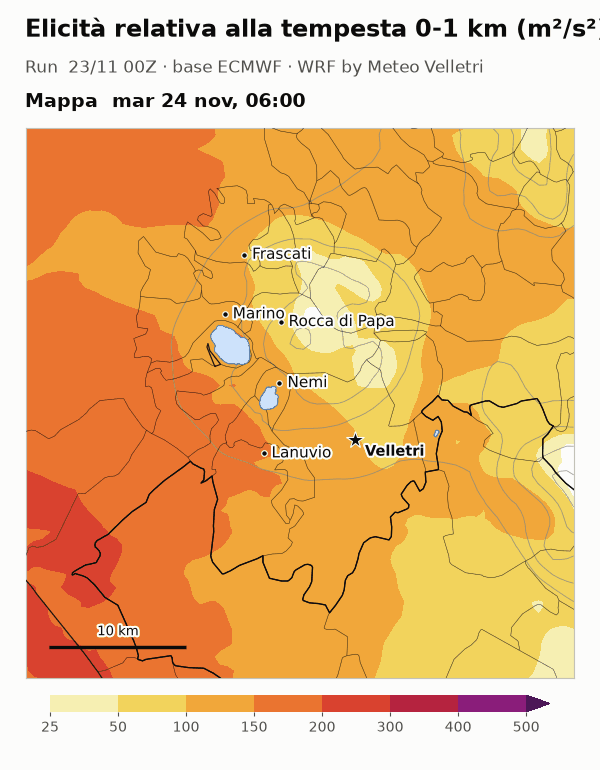 Elicità relativa alla tempesta 0-1 km (m²/s²)
Run  23/11 00Z · base ECMWF · WRF by Meteo Velletri
Mappa  mar 24 nov, 06:00
Frascati
Marino
Rocca di Papa
Nemi
Velletri
Lanuvio
10 km
25 50 100 150 200 300 400 500